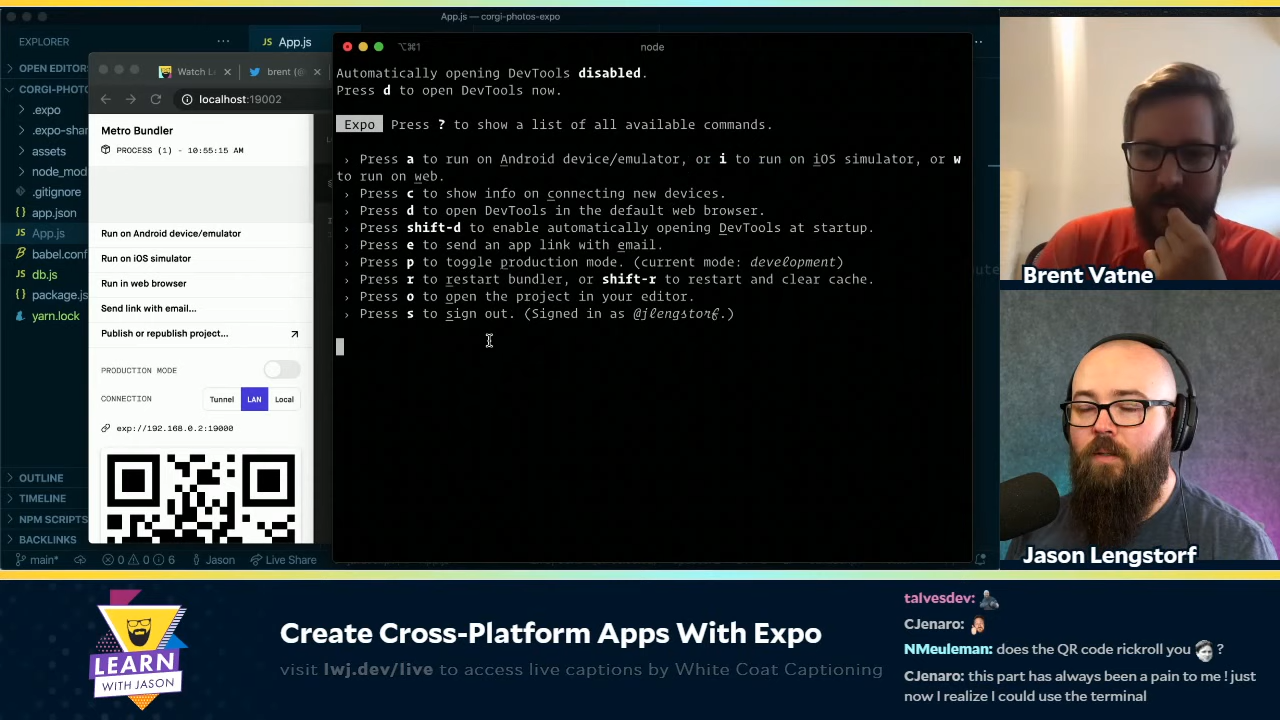 App.js — corgi-photos-expo
EXPLORER
···
App.js
OPEN EDITOR
CORGI-PHOT
.expo
.expo-shar
assets
node_mod
.gitignore
app.json
App.js
babel.conf
db.js
package.js
yarn.lock
OUTLINE
TIMELINE
NPM SCRIPTS
BACKLINKS
main*
0
0
6
Jason
Live Share
Watch L
brent (@
localhost:19002
Metro Bundler
PROCESS (1) - 10:55:15 AM
Run on Android device/emulator
Run on iOS simulator
Run in web browser
Send link with email...
Publish or republish project...
PRODUCTION MODE
CONNECTION
Tunnel
LAN
Local
exp://192.168.0.2:19000
⌥⌘1
node
Automatically opening DevTools disabled.
Press d to open DevTools now.
Expo Press ? to show a list of all available commands.
› Press a to run on Android device/emulator, or i to run on iOS simulator, or w
to run on web.
› Press c to show info on connecting new devices.
› Press d to open DevTools in the default web browser.
› Press shift-d to enable automatically opening DevTools at startup.
› Press e to send an app link with email.
› Press p to toggle production mode. (current mode: development)
› Press r to restart bundler, or shift-r to restart and clear cache.
› Press o to open the project in your editor.
› Press s to sign out. (Signed in as @jlengstorf.)
Brent Vatne
Jason Lengstorf
LEARN
WITH JASON
Create Cross-Platform Apps With Expo
visit lwj.dev/live to access live captions by White Coat Captioning
talvesdev:
CJenaro:
NMeuleman: does the QR code rickroll you ?
CJenaro: this part has always been a pain to me ! just
now I realize I could use the terminal